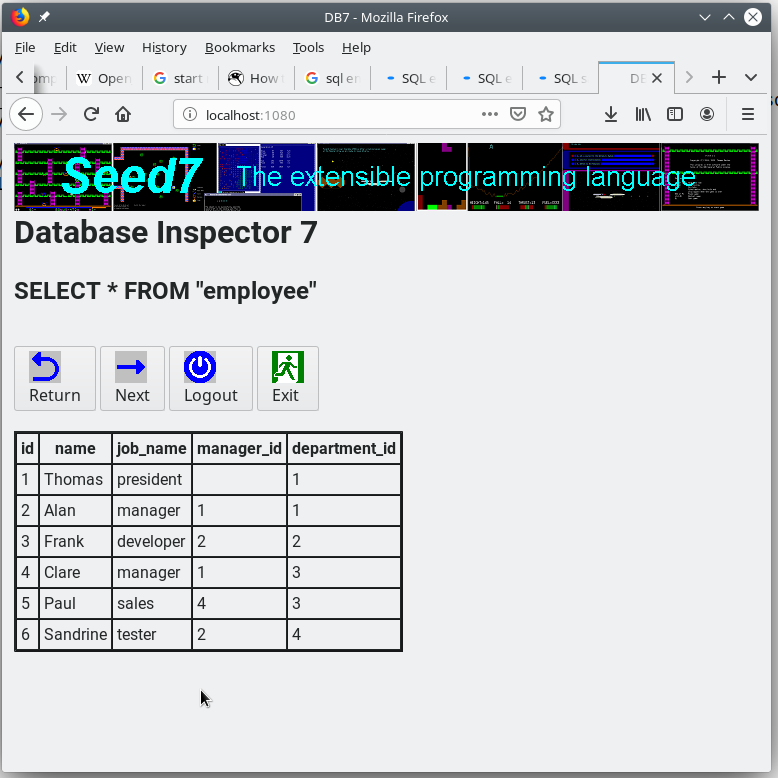 DB7 - Mozilla Firefox
File Edit View History Bookmarks Tools Help
Open start How sql er SQL e SQL e SQL s DE
localhost:1080
Seed7 The extensible programming language
Database Inspector 7
SELECT * FROM "employee"
Return Next Logout Exit
id name job_name manager_id department_id
1 Thomas president 1
2 Alan manager 1 1
3 Frank developer 2 2
4 Clare manager 1 3
5 Paul sales 4 3
6 Sandrine tester 2 4